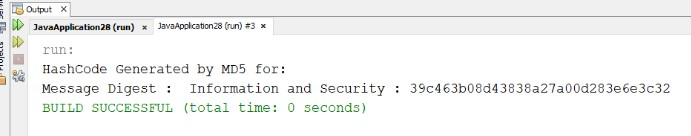 Output ×
JavaApplication28 (run) × JavaApplication28 (run) #3 ×
run:
HashCode Generated by MD5 for:
Message Digest :  Information and Security : 39c463b08d43838a27a00d283e6e3c32
BUILD SUCCESSFUL (total time: 0 seconds)
Projects